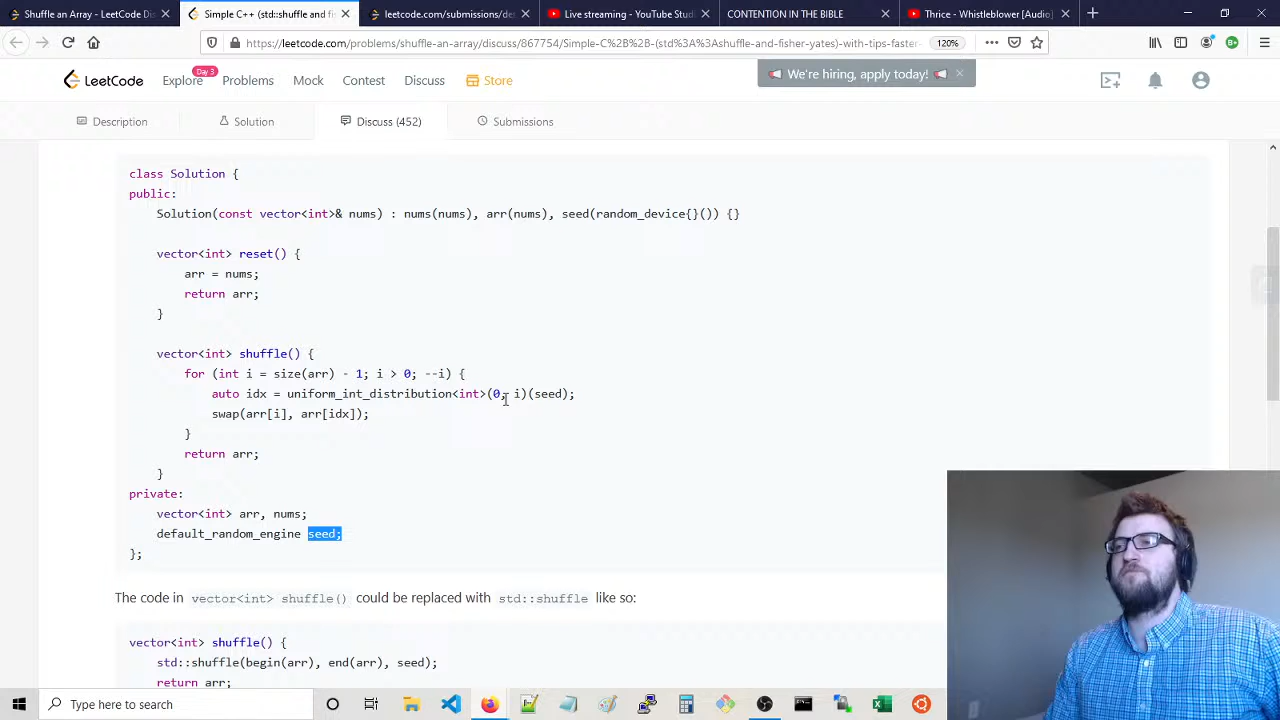 Shuffle an Array - LeetCode Dis
Simple C++ (std::shuffle and fi
leetcode.com/submissions/de
Live streaming - YouTube Studi
CONTENTION IN THE BIBLE
Thrice - Whistleblower [Audio]
https://leetcode.com/problems/shuffle-an-array/discuss/867754/Simple-C%2B%2B-(std%3A%3Ashuffle-and-fisher-yates)-with-tips-faster-
120%
LeetCode
Explore
Day 3
Problems
Mock
Contest
Discuss
Store
We're hiring, apply today!
Description
Solution
Discuss (452)
Submissions
class Solution {
public:
Solution(const vector<int>& nums) : nums(nums), arr(nums), seed(random_device{}()) {}
vector<int> reset() {
arr = nums;
return arr;
}
vector<int> shuffle() {
for (int i = size(arr) - 1; i > 0; --i) {
auto idx = uniform_int_distribution<int>(0, i)(seed);
swap(arr[i], arr[idx]);
}
return arr;
}
private:
vector<int> arr, nums;
default_random_engine seed;
};
The code in vector<int> shuffle() could be replaced with std::shuffle like so:
vector<int> shuffle() {
std::shuffle(begin(arr), end(arr), seed);
return arr;
Type here to search